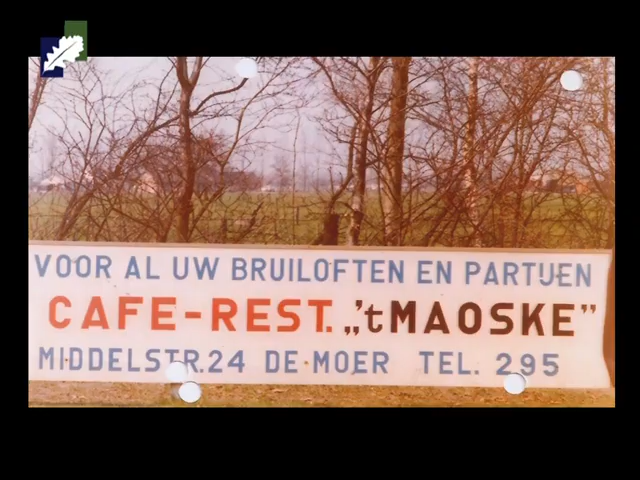 VOOR AL UW BRUILOFTEN EN PARTIJEN
CAFE-REST. „'t MAOSKE”
MIDDELSTR. 24 DE-MOER TEL. 295